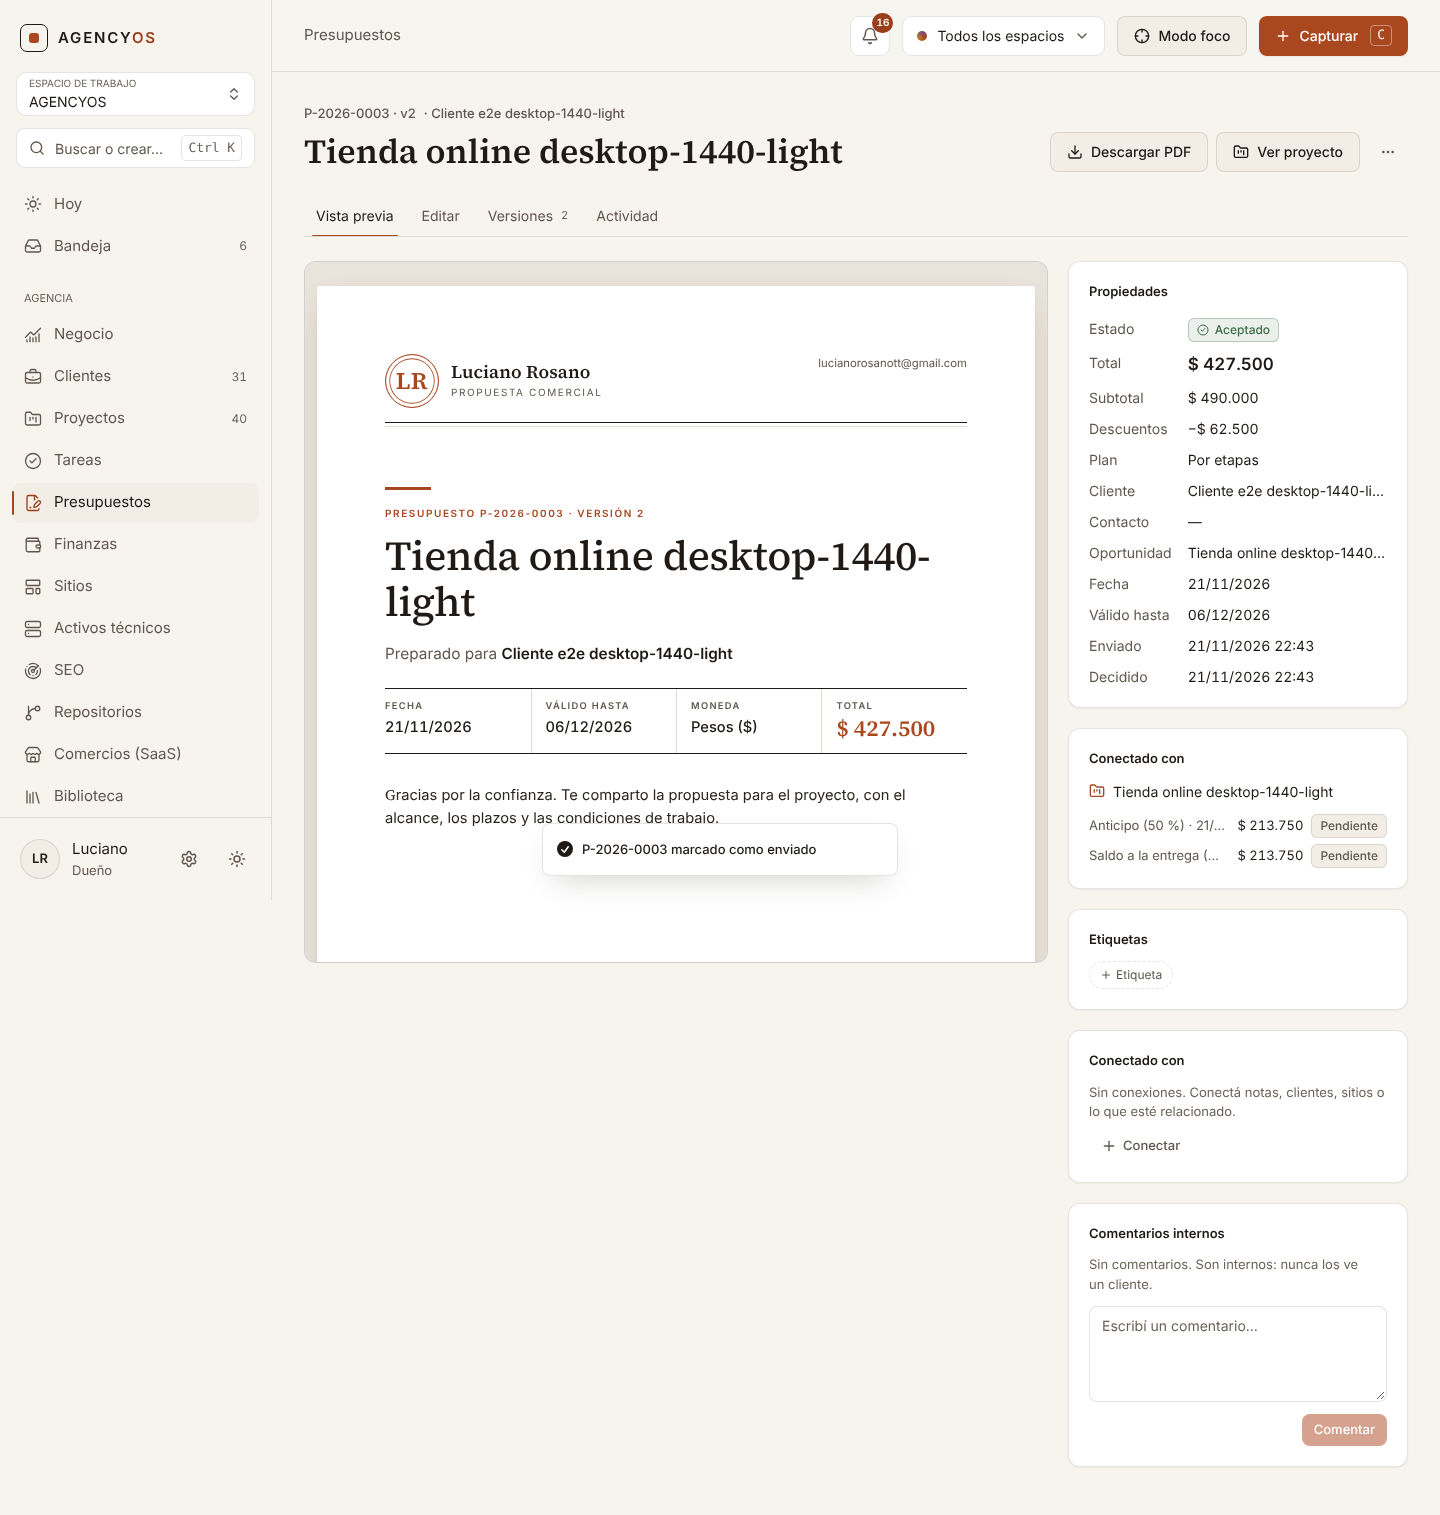 AGENCYOS
ESPACIO DE TRABAJO
AGENCYOS
Buscar o crear... Ctrl K
Hoy
Bandeja 6
AGENCIA
Negocio
Clientes 31
Proyectos 40
Tareas
Presupuestos
Finanzas
Sitios
Activos técnicos
SEO
Repositorios
Comercios (SaaS)
Biblioteca
LR Luciano
Dueño
Presupuestos
16
Todos los espacios
Modo foco
+ Capturar C
P-2026-0003 · v2 · Cliente e2e desktop-1440-light
Tienda online desktop-1440-light
Descargar PDF
Ver proyecto
...
Vista previa Editar Versiones 2 Actividad
LR
Luciano Rosano
PROPUESTA COMERCIAL
lucianorosanott@gmail.com
PRESUPUESTO P-2026-0003 · VERSIÓN 2
Tienda online desktop-1440-
light
Preparado para Cliente e2e desktop-1440-light
FECHA VÁLIDO HASTA MONEDA TOTAL
21/11/2026 06/12/2026 Pesos ($) $ 427.500
Gracias por la confianza. Te comparto la propuesta para el proyecto, con el
alcance, los plazos y las condiciones de trabajo.
P-2026-0003 marcado como enviado
Propiedades
Estado Aceptado
Total $ 427.500
Subtotal $ 490.000
Descuentos −$ 62.500
Plan Por etapas
Cliente Cliente e2e desktop-1440-li...
Contacto —
Oportunidad Tienda online desktop-1440...
Fecha 21/11/2026
Válido hasta 06/12/2026
Enviado 21/11/2026 22:43
Decidido 21/11/2026 22:43
Conectado con
Tienda online desktop-1440-light
Anticipo (50 %) · 21/... $ 213.750 Pendiente
Saldo a la entrega (... $ 213.750 Pendiente
Etiquetas
+ Etiqueta
Conectado con
Sin conexiones. Conectá notas, clientes, sitios o
lo que esté relacionado.
+ Conectar
Comentarios internos
Sin comentarios. Son internos: nunca los ve
un cliente.
Escribí un comentario...
Comentar